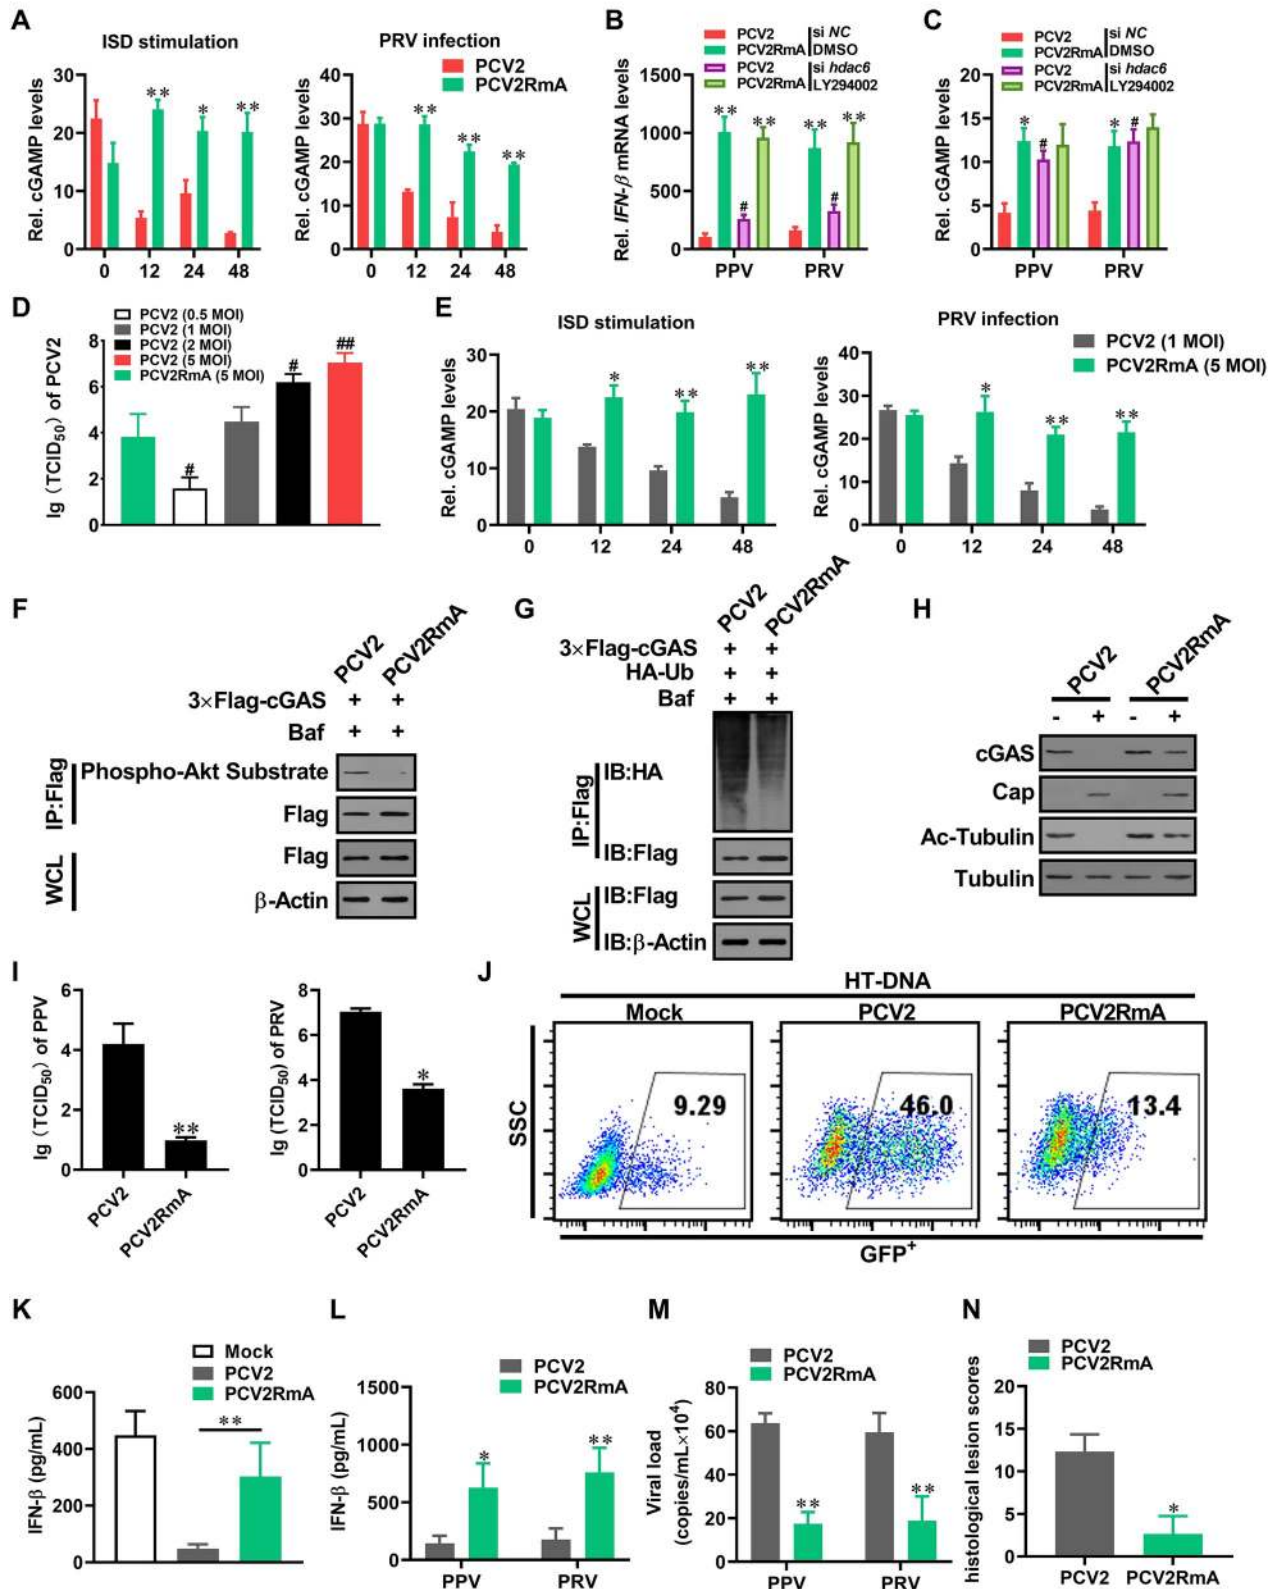 A
ISD stimulation
Rel. cGAMP levels
30
20
10
0
** * **
0 12 24 48
PRV infection
PCV2
PCV2RmA
Rel. cGAMP levels
40
30
20
10
0
** ** **
0 12 24 48
B
PCV2 si NC
PCV2RmA DMSO
PCV2 si hdac6
PCV2RmA LY294002
Rel. IFN-β mRNA levels
1500
1000
500
0
** # ** ** # **
PPV PRV
C
PCV2 si NC
PCV2RmA DMSO
PCV2 si hdac6
PCV2RmA LY294002
Rel. cGAMP levels
20
15
10
5
0
* # * #
PPV PRV
D
PCV2 (0.5 MOI)
PCV2 (1 MOI)
PCV2 (2 MOI)
PCV2 (5 MOI)
PCV2RmA (5 MOI)
lg (TCID50) of PCV2
8
6
4
2
0
# # ##
E
ISD stimulation
Rel. cGAMP levels
30
20
10
0
* ** **
0 12 24 48
PRV infection
PCV2 (1 MOI)
PCV2RmA (5 MOI)
Rel. cGAMP levels
40
30
20
10
0
* ** **
0 12 24 48
F
PCV2 PCV2RmA
3×Flag-cGAS + +
Baf + +
IP:Flag
Phospho-Akt Substrate
Flag
WCL
Flag
β-Actin
G
PCV2 PCV2RmA
3×Flag-cGAS + +
HA-Ub + +
Baf + +
IP:Flag
IB:HA
IB:Flag
WCL
IB:Flag
IB:β-Actin
H
PCV2 PCV2RmA
- + - +
cGAS
Cap
Ac-Tubulin
Tubulin
I
lg (TCID50) of PPV
6
4
2
0
**
PCV2 PCV2RmA
lg (TCID50) of PRV
8
6
4
2
0
*
PCV2 PCV2RmA
J
HT-DNA
Mock PCV2 PCV2RmA
SSC
9.29 46.0 13.4
GFP+
K
Mock
PCV2
PCV2RmA
IFN-β (pg/mL)
600
400
200
0
**
L
PCV2
PCV2RmA
IFN-β (pg/mL)
1500
1000
500
0
* **
PPV PRV
M
PCV2
PCV2RmA
Viral load
(copies/mL×10⁴)
80
60
40
20
0
** **
PPV PRV
N
PCV2
PCV2RmA
histological lesion scores
20
15
10
5
0
*
PCV2 PCV2RmA